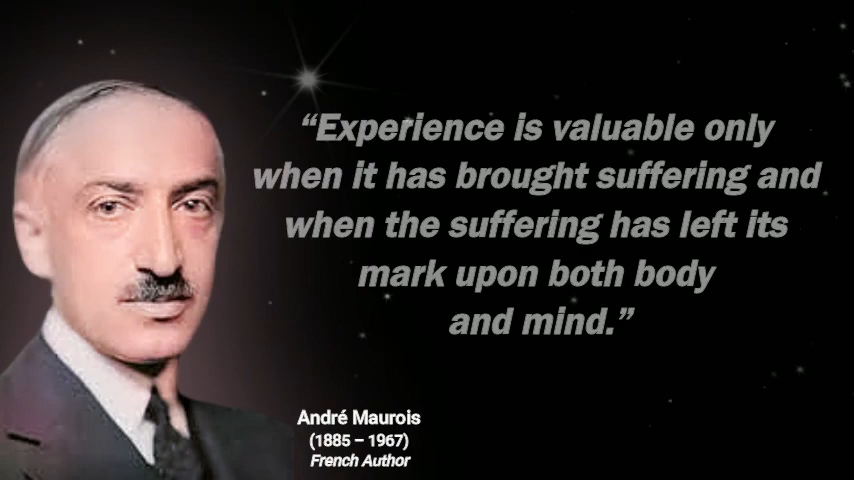 “Experience is valuable only
when it has brought suffering and
when the suffering has left its
mark upon both body
and mind.”
André Maurois
(1885 – 1967)
French Author